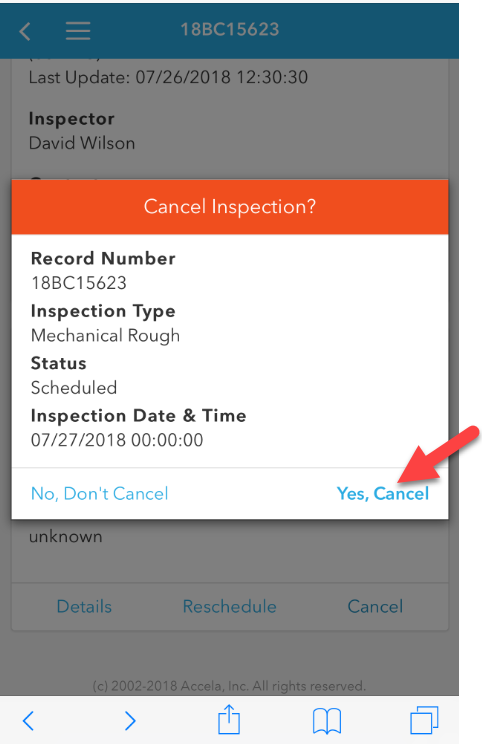 18BC15623
Last Update: 07/26/2018 12:30:30
Inspector
David Wilson
Cancel Inspection?
Record Number
18BC15623
Inspection Type
Mechanical Rough
Status
Scheduled
Inspection Date & Time
07/27/2018 00:00:00
No, Don't Cancel
Yes, Cancel
unknown
Details
Reschedule
Cancel
(c) 2002-2018 Accela, Inc. All rights reserved.